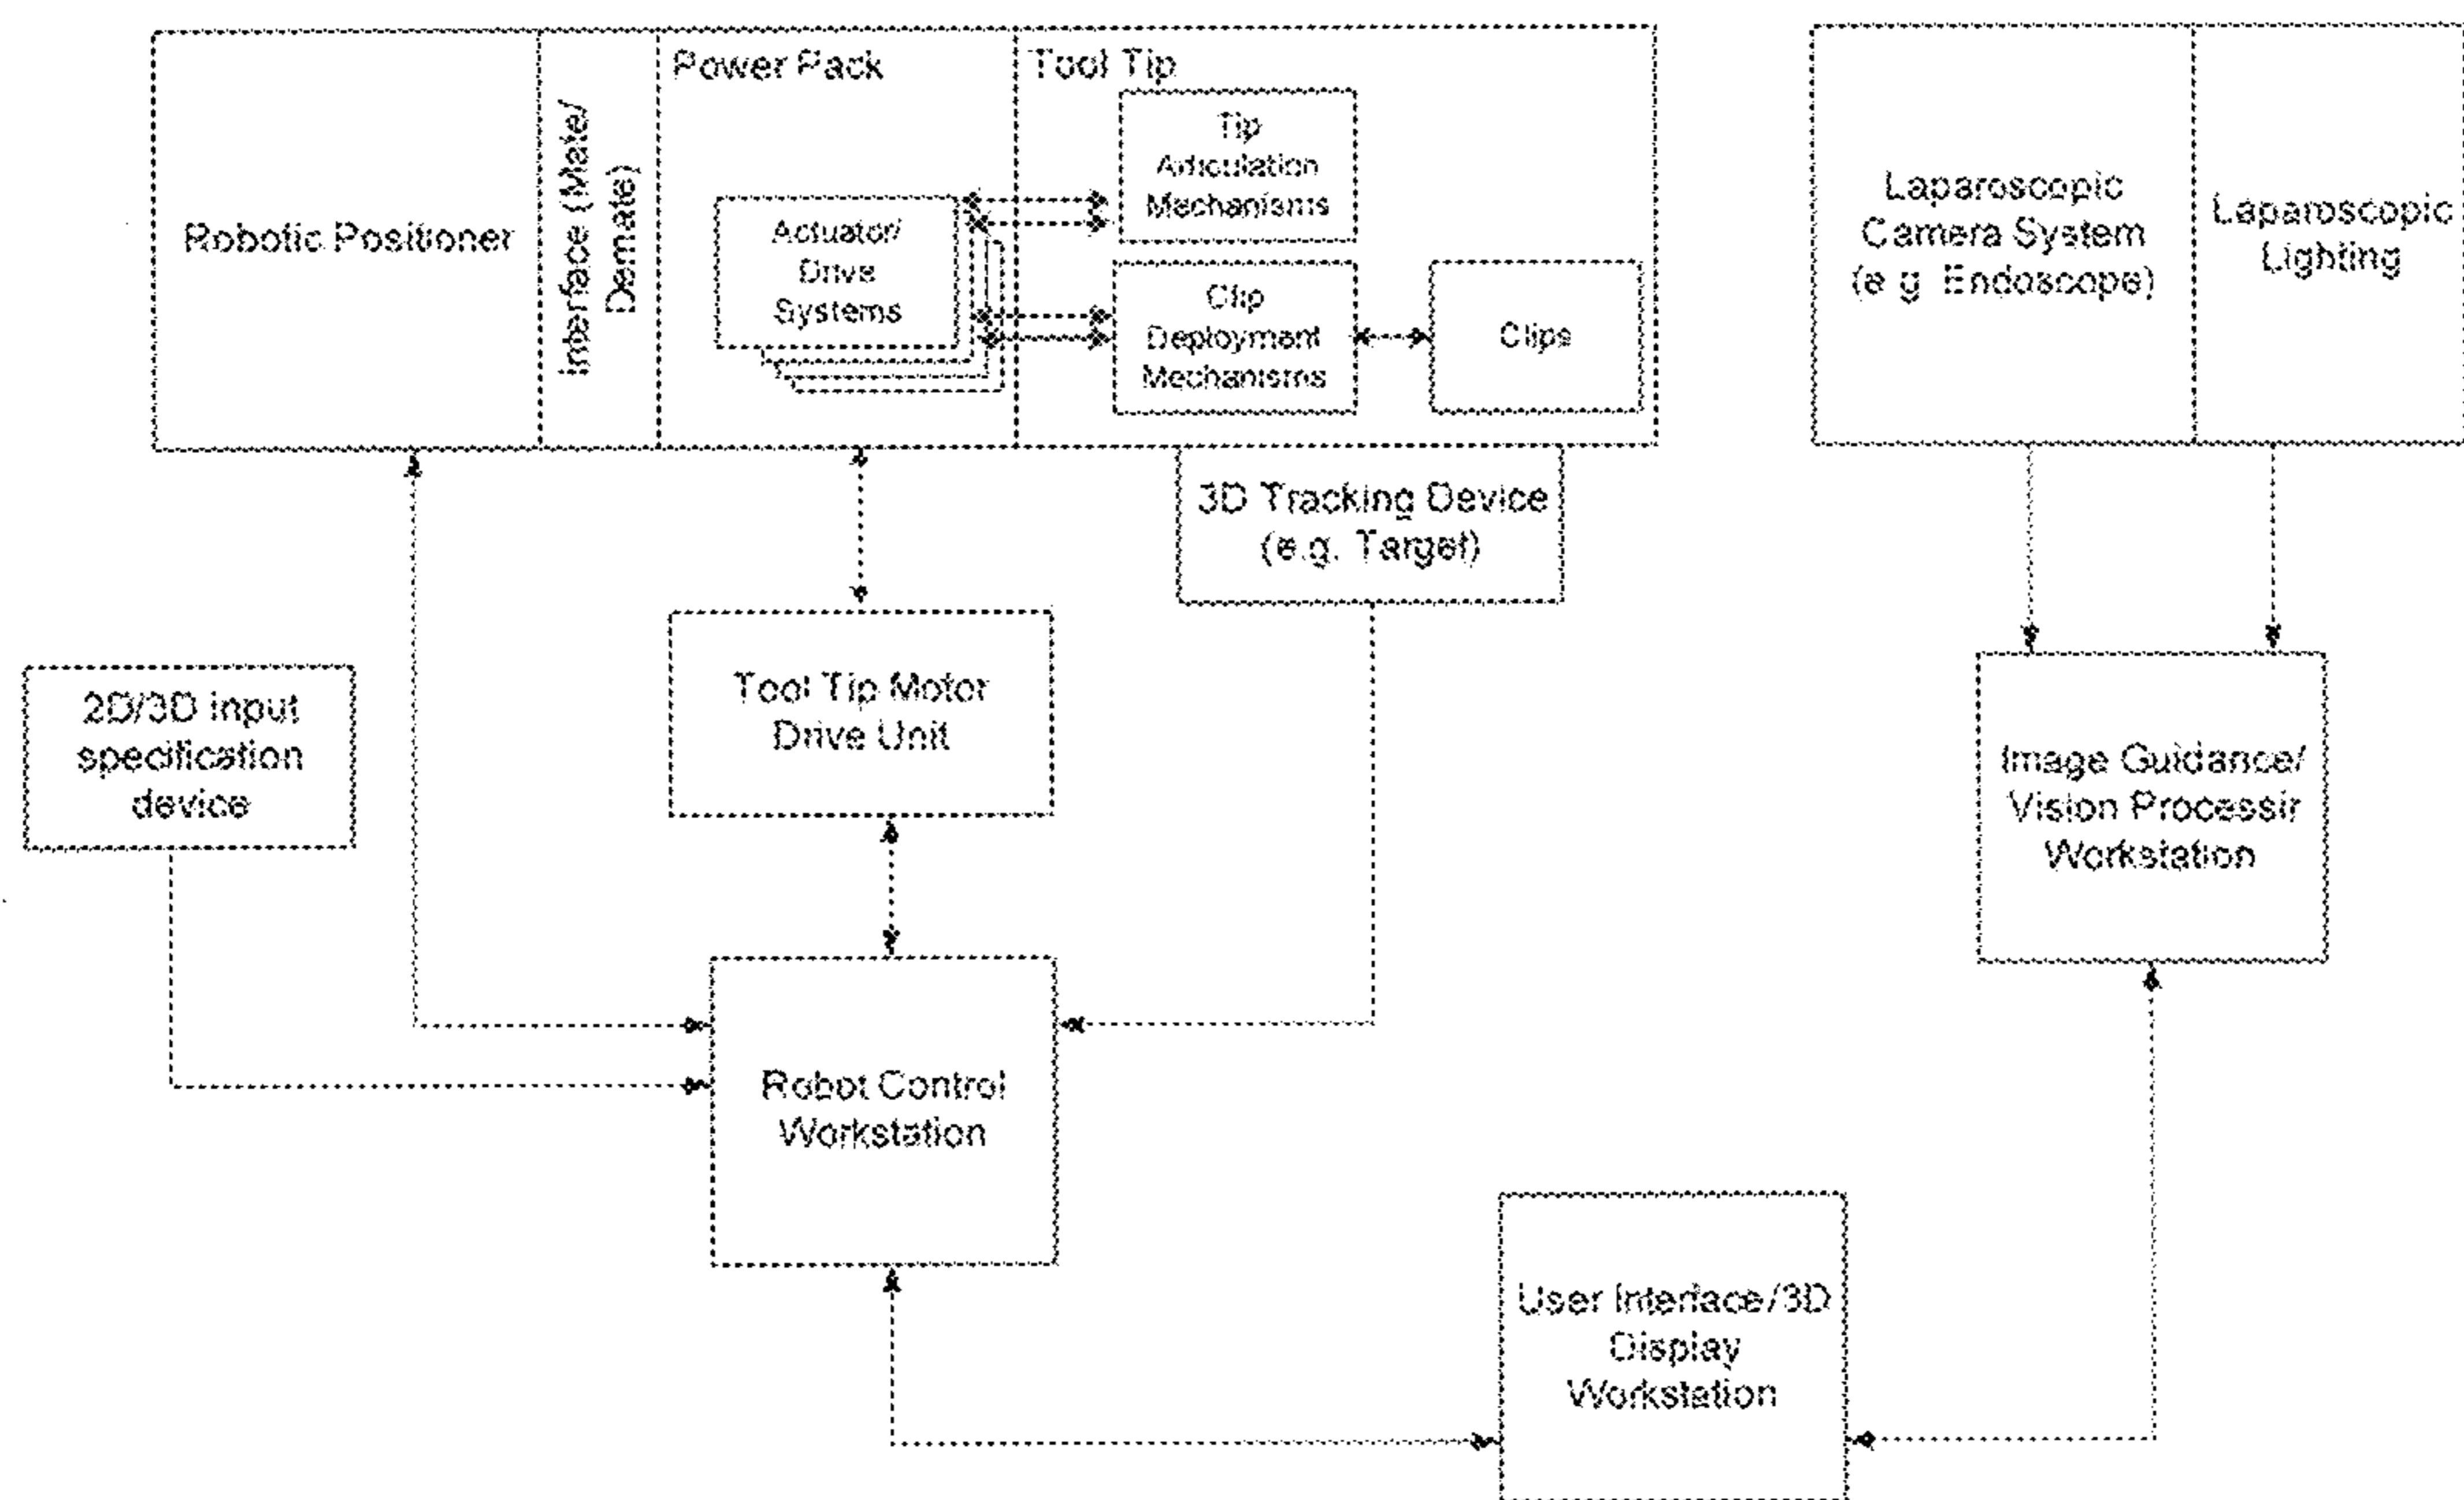 Power Pack
Tool Tip
Robotic Positioner
Interface (Mate/
Demate)
Actuator/
Drive
Systems
Tip
Articulation
Mechanisms
Clip
Deployment
Mechanisms
Clips
Laparoscopic
Camera System
(e.g. Endoscope)
Laparoscopic
Lighting
3D Tracking Device
(e.g. Target)
2D/3D input
specification
device
Tool Tip Motor
Drive Unit
Image Guidance/
Vision Processir
Workstation
Robot Control
Workstation
User Interface/3D
Display
Workstation